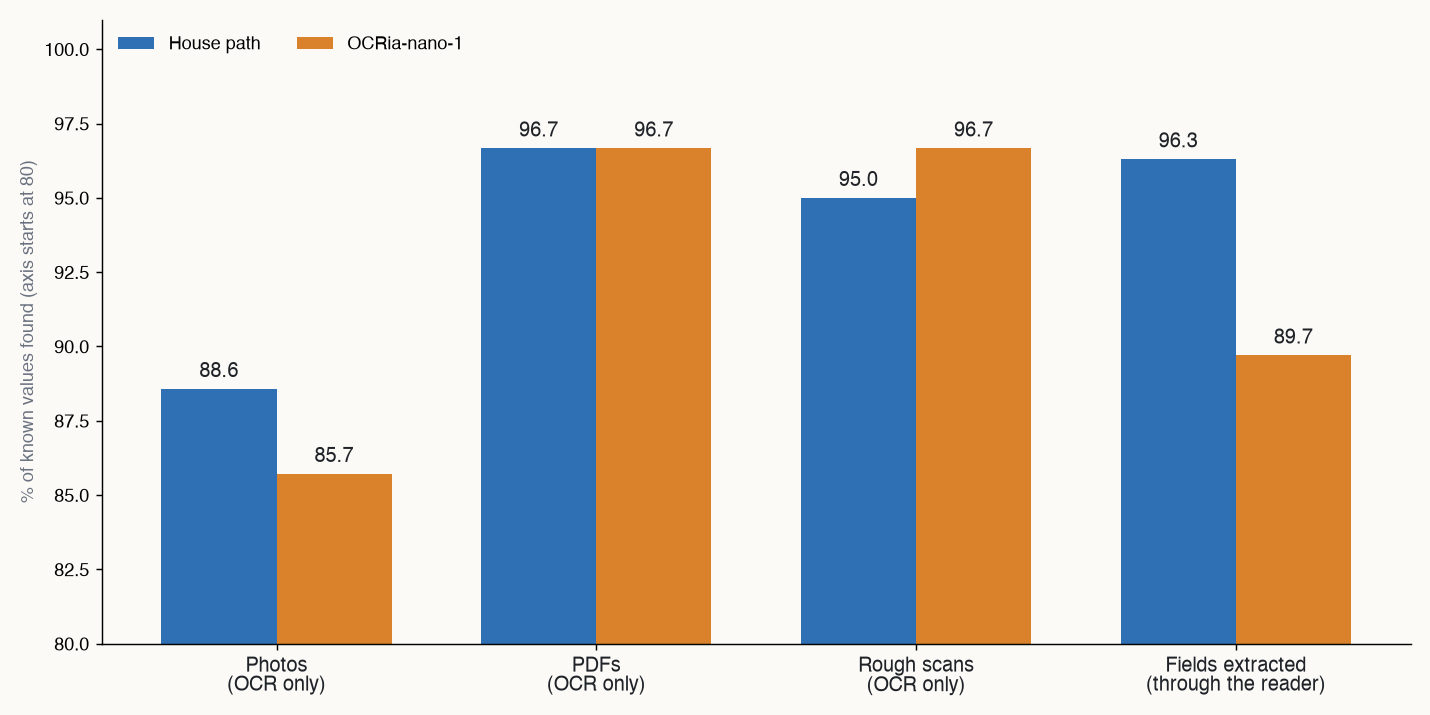 House path
OCRia-nano-1
% of known values found (axis starts at 80)
100.0
97.5
95.0
92.5
90.0
87.5
85.0
82.5
80.0
88.6
85.7
96.7
96.7
95.0
96.7
96.3
89.7
Photos
(OCR only)
PDFs
(OCR only)
Rough scans
(OCR only)
Fields extracted
(through the reader)